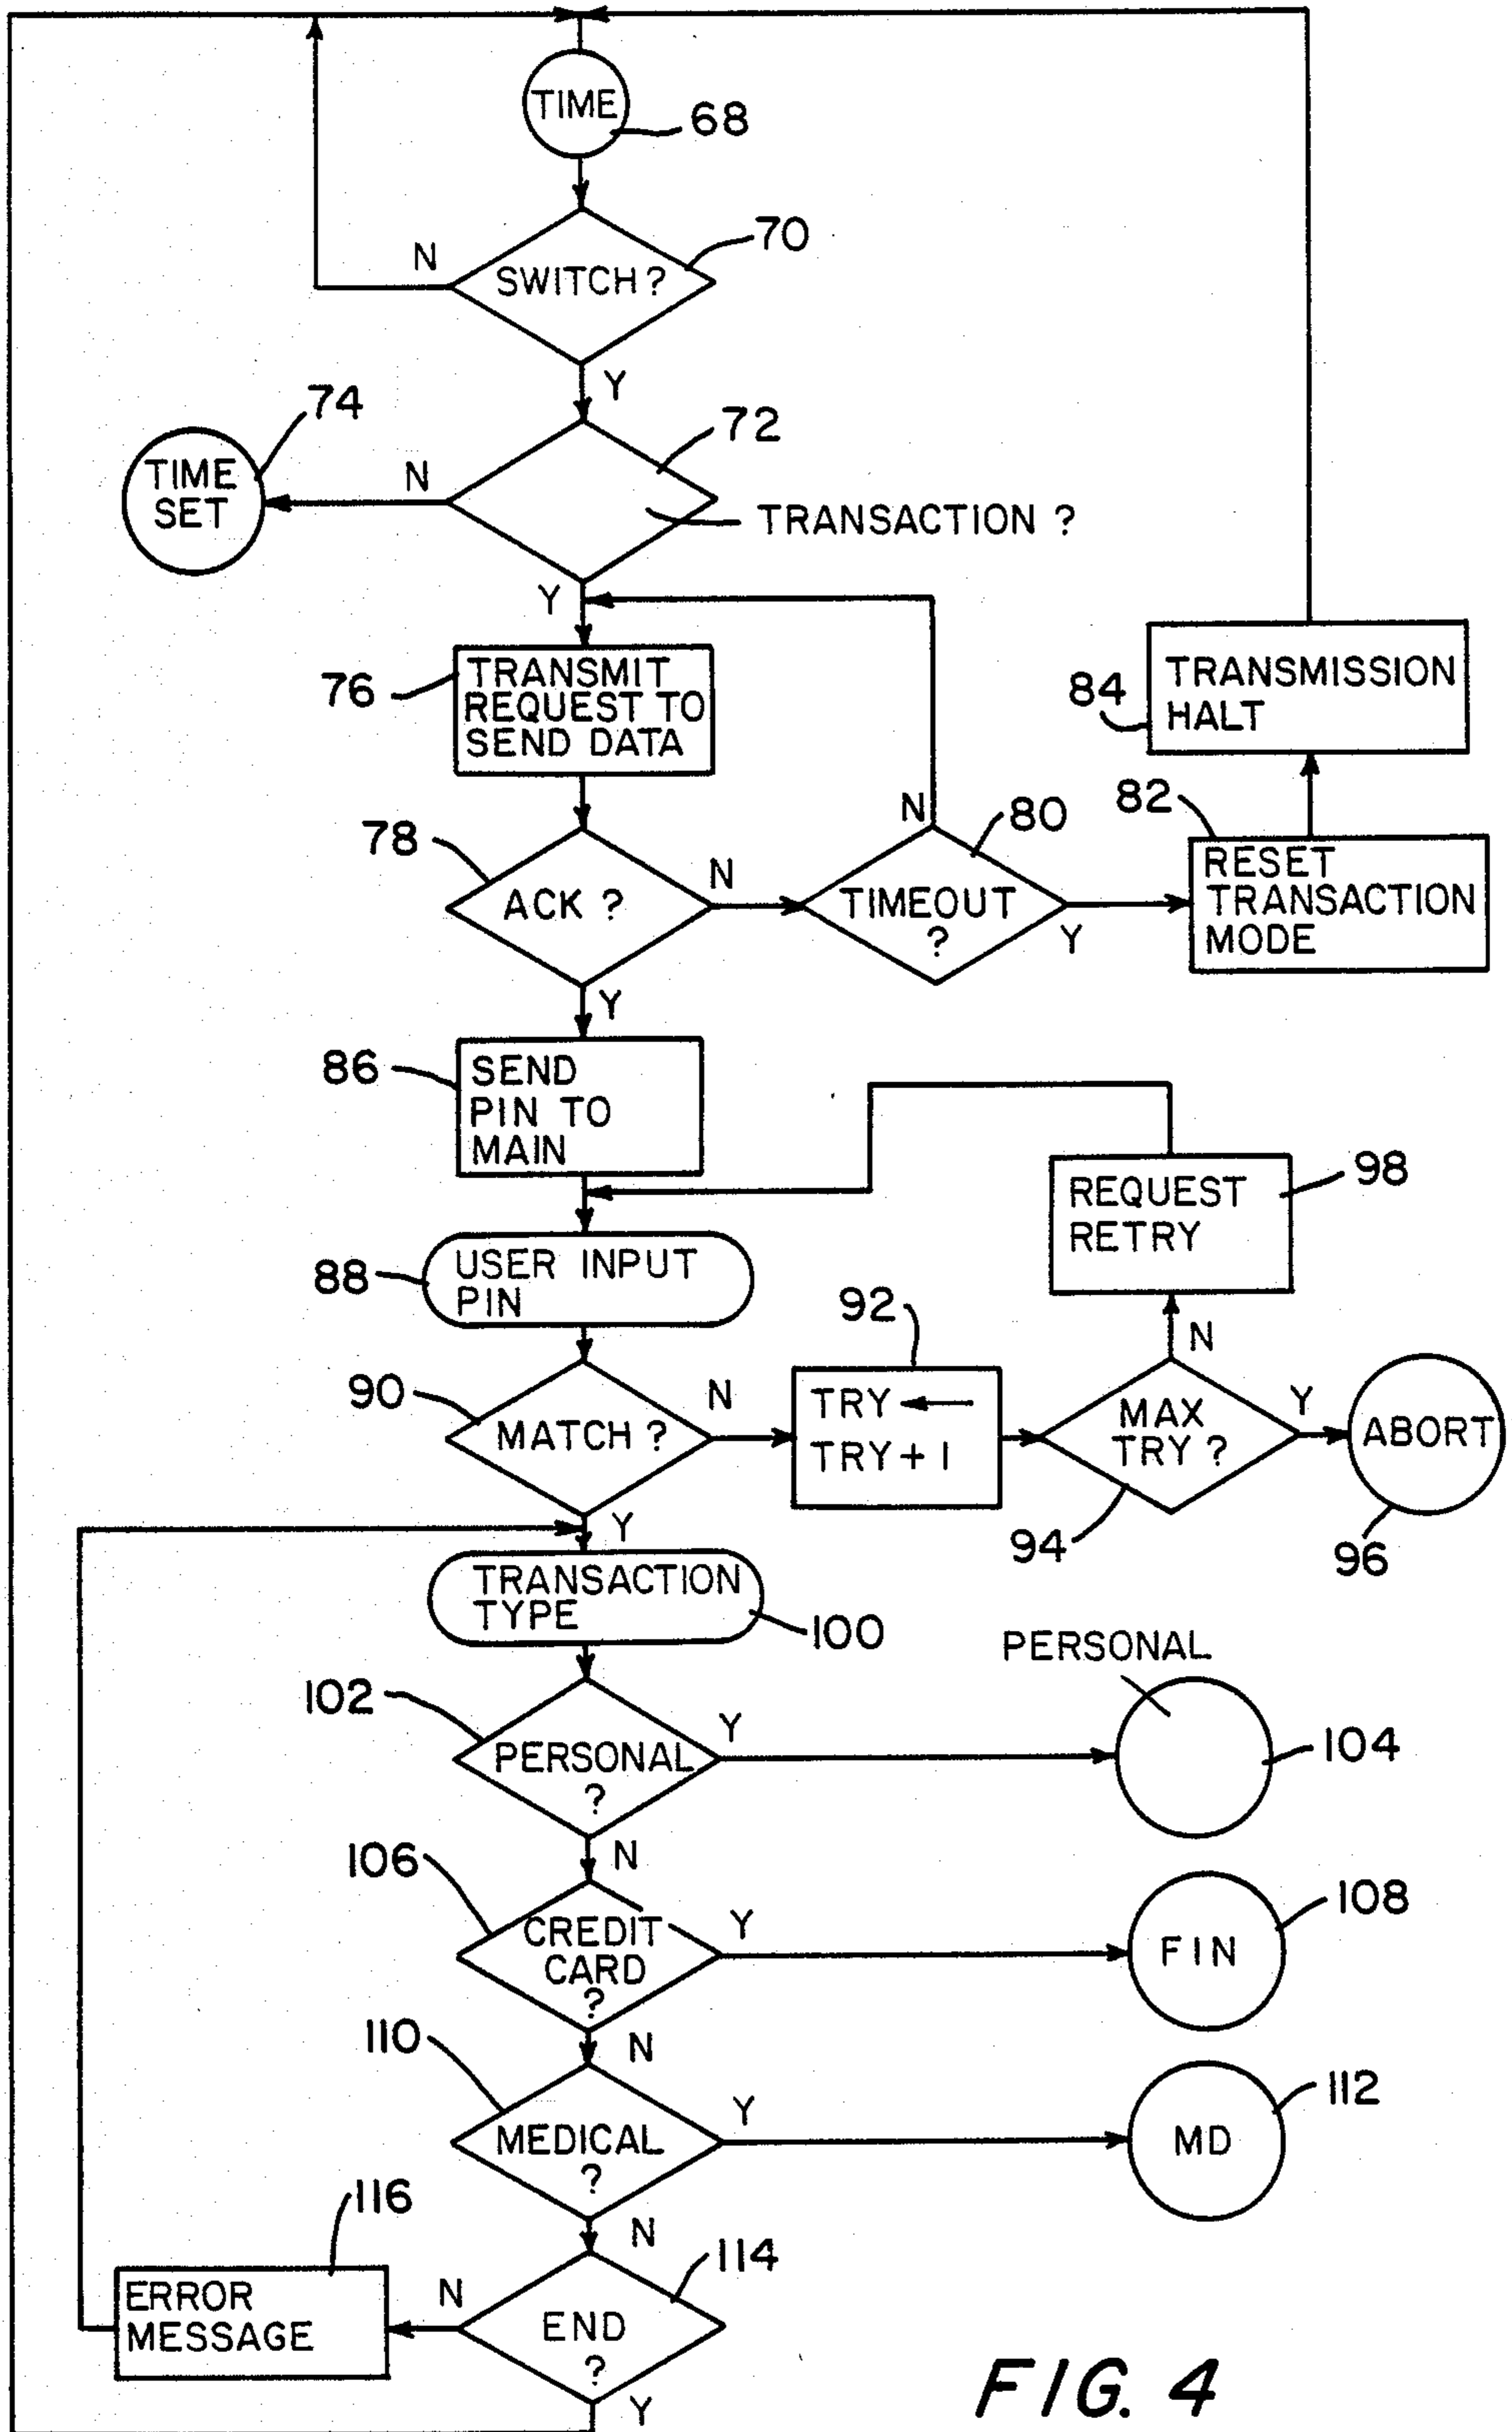 TIME
68
70
N
SWITCH?
Y
74
72
TIME
SET
N
TRANSACTION ?
Y
76
TRANSMIT
REQUEST TO
SEND DATA
84
TRANSMISSION
HALT
78
ACK ?
N
N
80
TIMEOUT
?
Y
82
RESET
TRANSACTION
MODE
Y
86
SEND
PIN TO
MAIN
REQUEST
RETRY
98
88
USER INPUT
PIN
92
N
90
MATCH ?
N
TRY ←
TRY + 1
MAX
TRY ?
Y
ABORT
94
96
Y
TRANSACTION
TYPE
100
PERSONAL
102
PERSONAL
?
Y
104
N
106
CREDIT
CARD
?
Y
FIN
108
N
110
MEDICAL
?
Y
MD
112
N
116
114
ERROR
MESSAGE
N
END
?
Y
FIG. 4